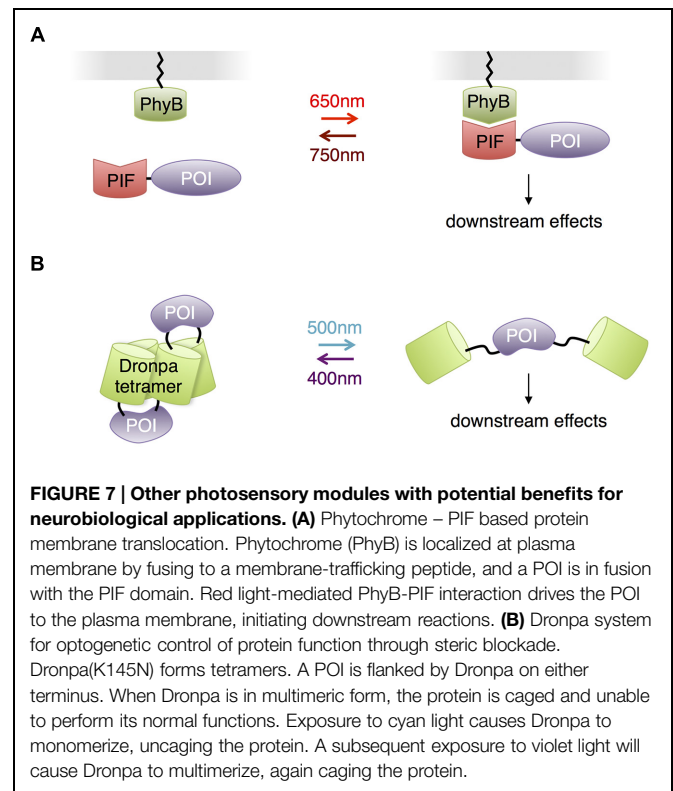 A
PhyB
PIF
POI
650nm
750nm
PhyB
PIF
POI
downstream effects
B
POI
Dronpa
tetramer
POI
500nm
400nm
POI
downstream effects
FIGURE 7 | Other photosensory modules with potential benefits for
neurobiological applications. (A) Phytochrome – PIF based protein
membrane translocation. Phytochrome (PhyB) is localized at plasma
membrane by fusing to a membrane-trafficking peptide, and a POI is in fusion
with the PIF domain. Red light-mediated PhyB-PIF interaction drives the POI
to the plasma membrane, initiating downstream reactions. (B) Dronpa system
for optogenetic control of protein function through steric blockade.
Dronpa(K145N) forms tetramers. A POI is flanked by Dronpa on either
terminus. When Dronpa is in multimeric form, the protein is caged and unable
to perform its normal functions. Exposure to cyan light causes Dronpa to
monomerize, uncaging the protein. A subsequent exposure to violet light will
cause Dronpa to multimerize, again caging the protein.